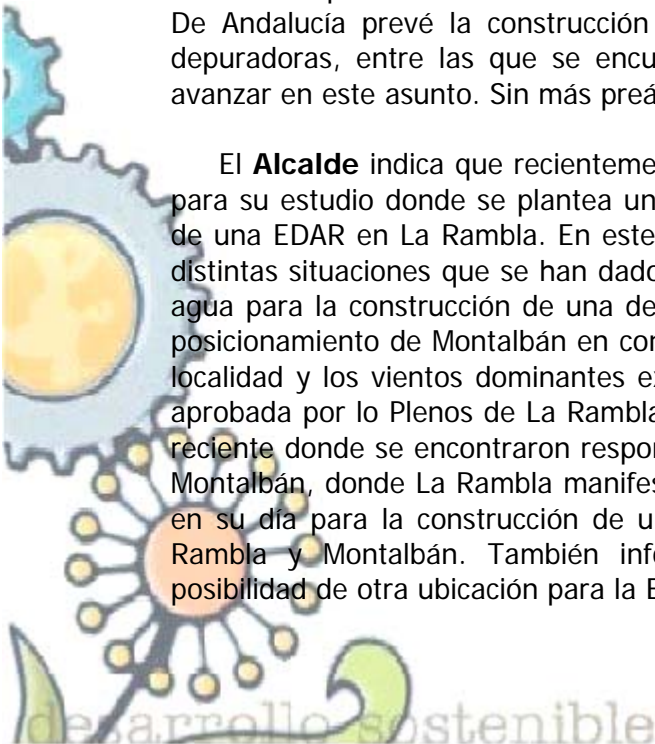 De Andalucía prevé la construcción
depuradoras, entre las que se encu
avanzar en este asunto. Sin más preá
El Alcalde indica que recienteme
para su estudio donde se plantea un
de una EDAR en La Rambla. En este
distintas situaciones que se han dado
agua para la construcción de una de
posicionamiento de Montalbán en con
localidad y los vientos dominantes ex
aprobada por lo Plenos de La Rambla
reciente donde se encontraron respon
Montalbán, donde La Rambla manifes
en su día para la construcción de u
Rambla y Montalbán. También info
posibilidad de otra ubicación para la E
desarrollo sostenible